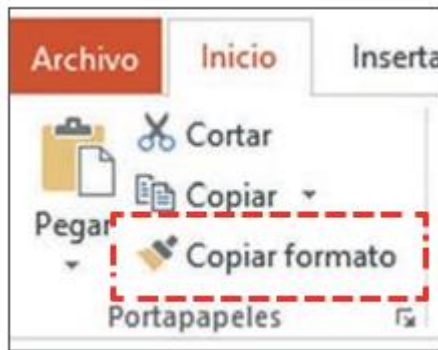 Archivo Inicio Inserta
Cortar
Copiar
Pegar
Copiar formato
Portapapeles